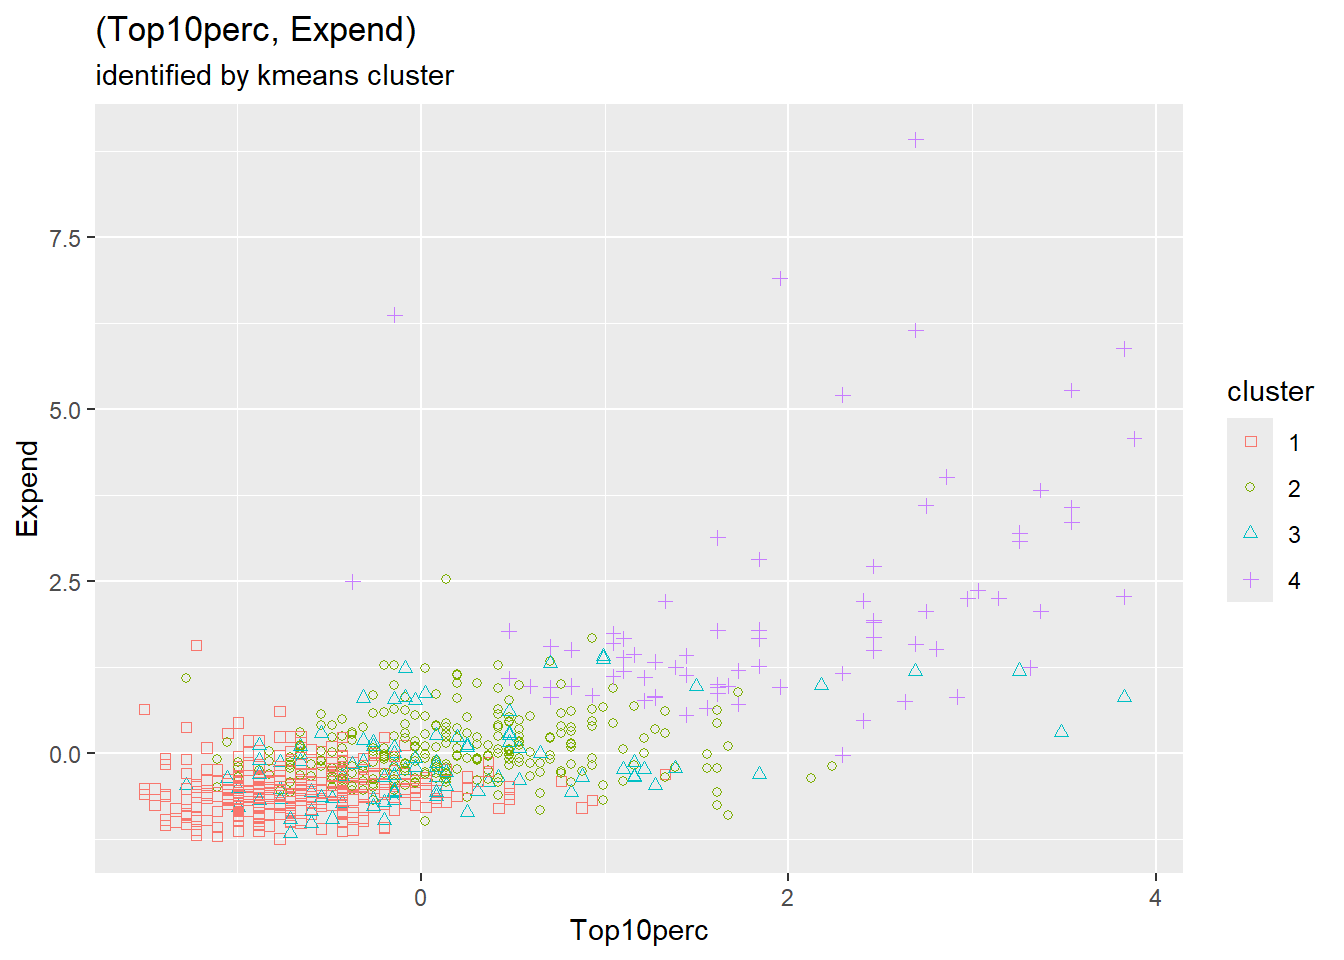 (Top10perc, Expend)
identified by kmeans cluster
7.5
5.0
2.5
0.0
Expend
0
2
4
Top10perc
cluster
1
2
3
4